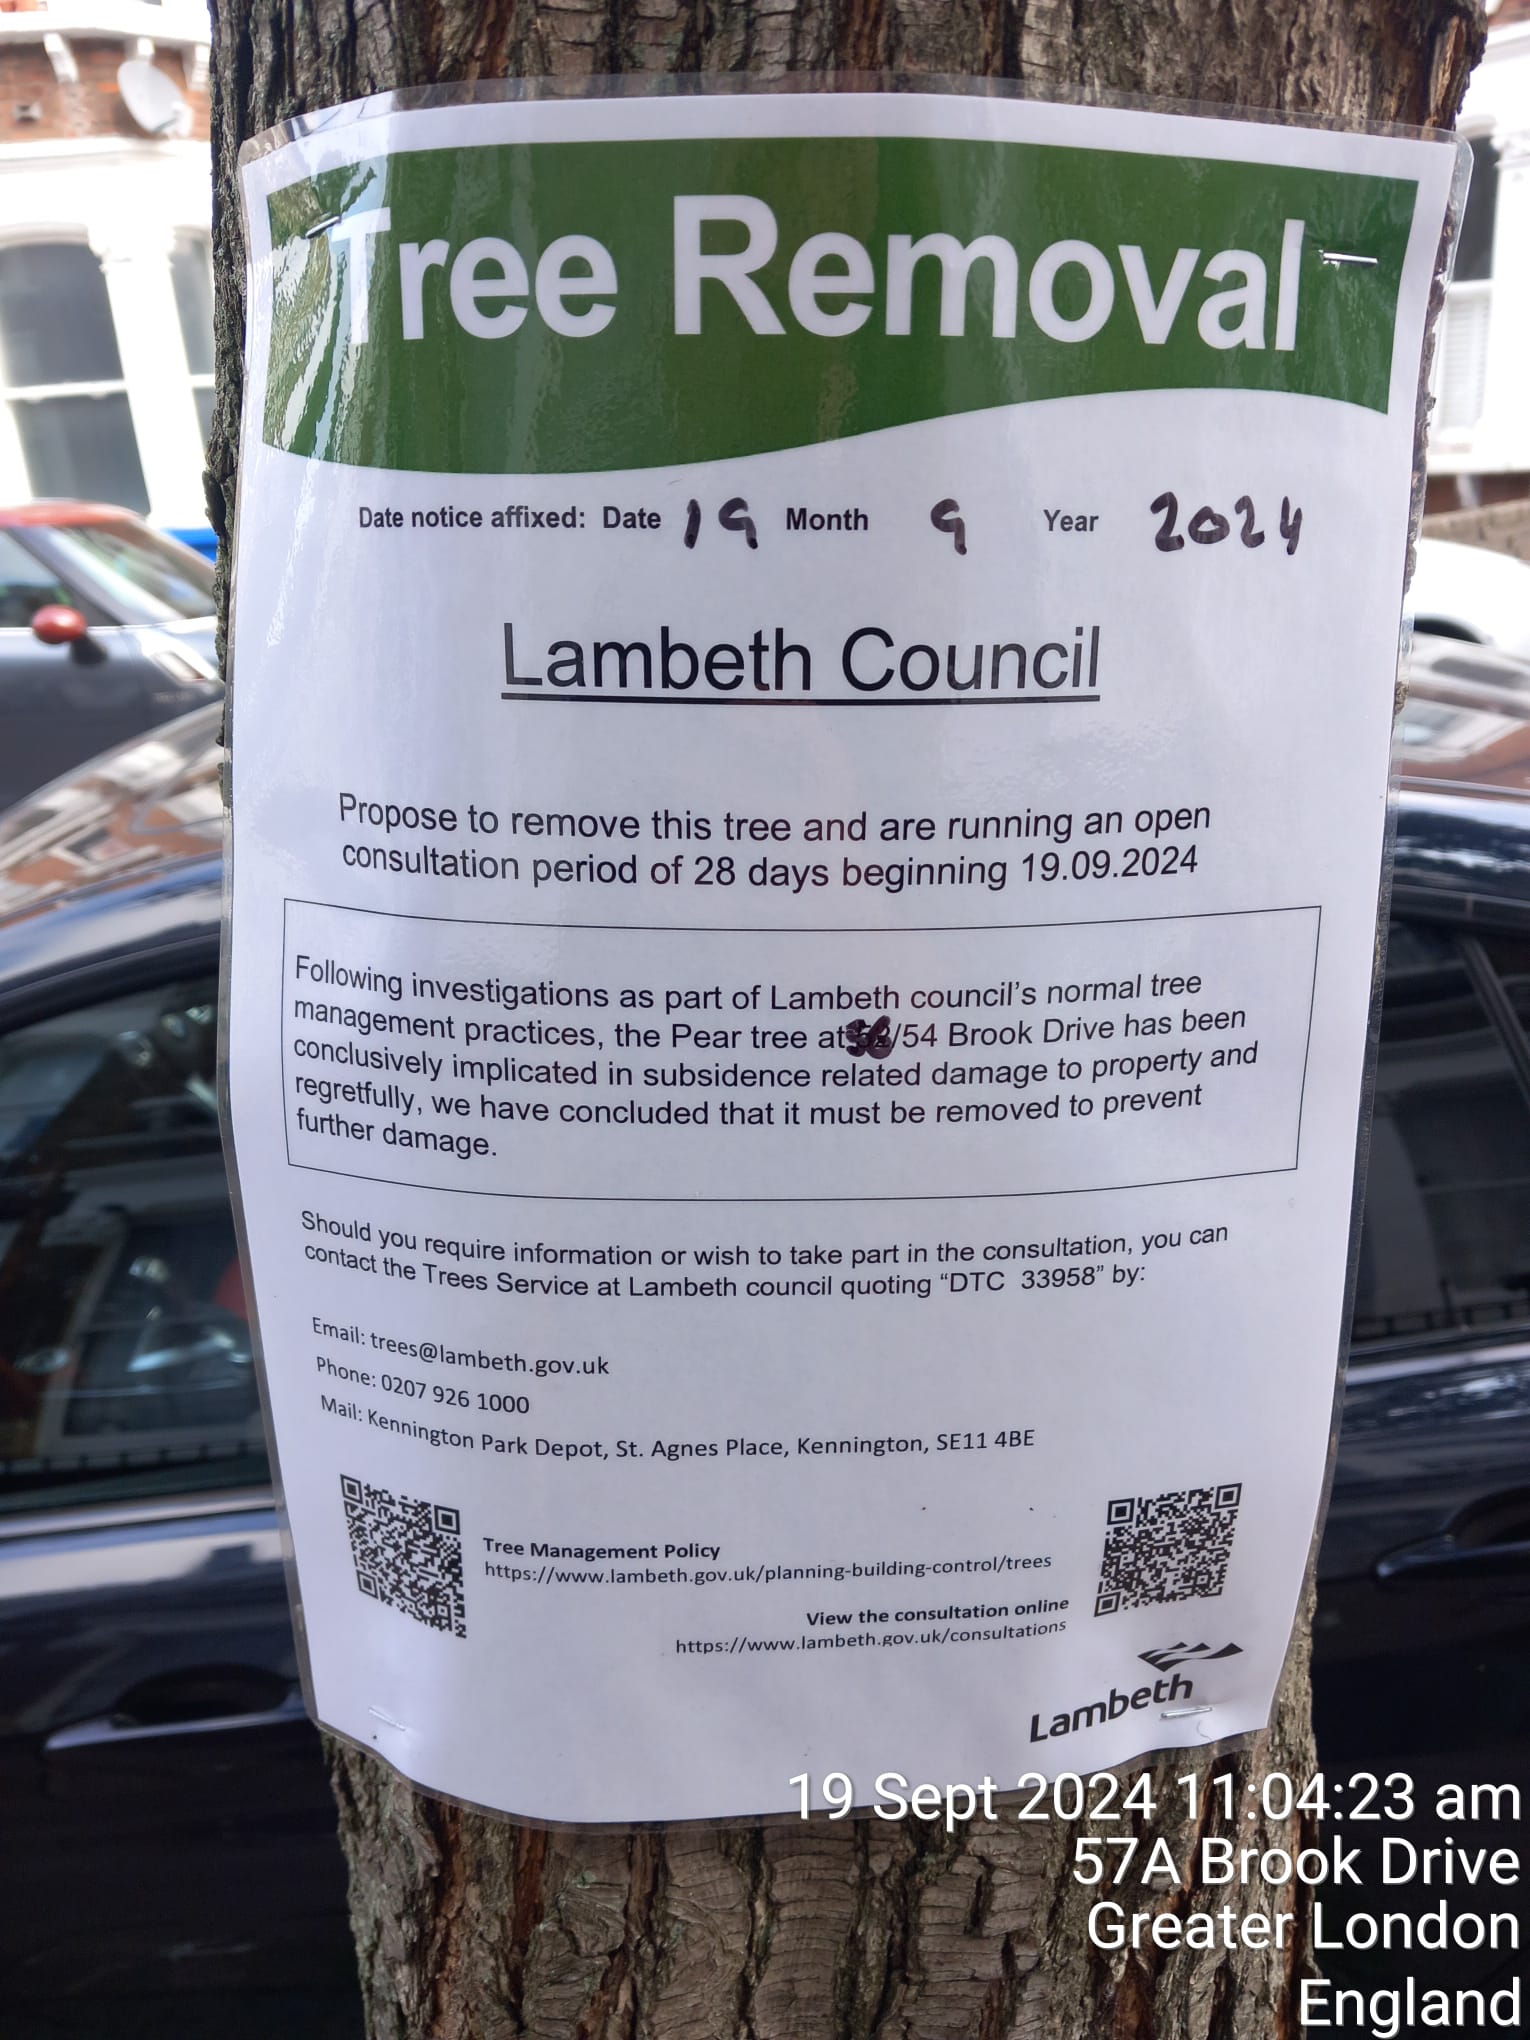 Tree Removal
Date notice affixed: Date 19 Month 9 Year 2024
Lambeth Council
Propose to remove this tree and are running an open
consultation period of 28 days beginning 19.09.2024
Following investigations as part of Lambeth council's normal tree
management practices, the Pear tree at /54 Brook Drive has been
conclusively implicated in subsidence related damage to property and
regretfully, we have concluded that it must be removed to prevent
further damage.
Should you require information or wish to take part in the consultation, you can
contact the Trees Service at Lambeth council quoting “DTC 33958” by:
Email: trees@lambeth.gov.uk
Phone: 0207 926 1000
Mail: Kennington Park Depot, St. Agnes Place, Kennington, SE11 4BE
Tree Management Policy
https://www.lambeth.gov.uk/planning-building-control/trees
View the consultation online
https://www.lambeth.gov.uk/consultations
Lambeth
19 Sept 2024 11:04:23 am
57A Brook Drive
Greater London
England